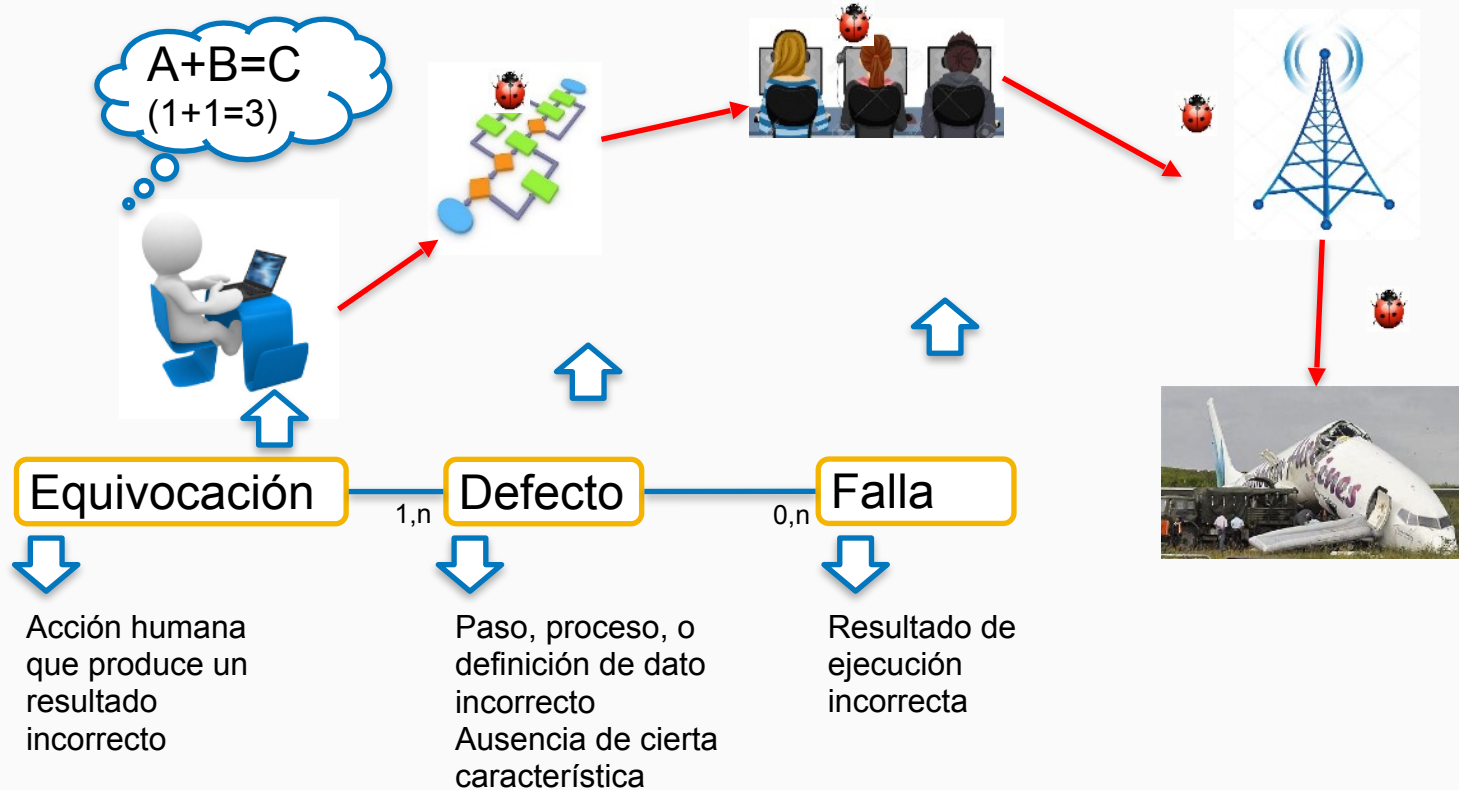 A+B=C
(1+1=3)
Equivocación
1,n
Defecto
0,n
Falla
Acción humana
que produce un
resultado
incorrecto
Paso, proceso, o
definición de dato
incorrecto
Ausencia de cierta
característica
Resultado de
ejecución
incorrecta